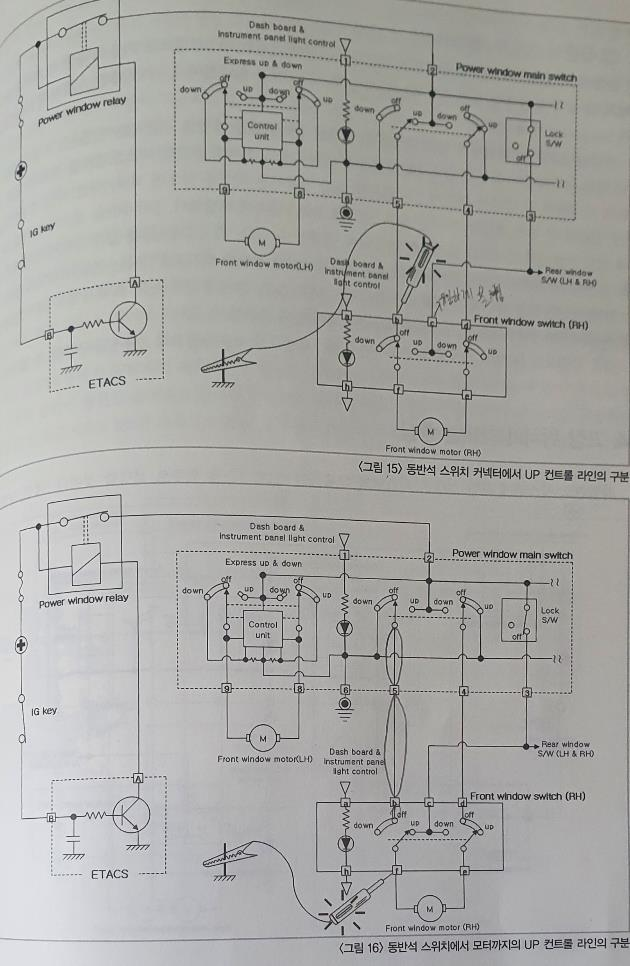 Dash board &
Instrument panel light control
Power window relay
Express up & down
Power window main switch
1
2
off
off
down
up
down
up
Control
unit
down
off
up
down
off
up
Lock
S/W
off
IG key
9
8
6
5
4
3
M
Front window motor(LH)
Dash board &
Instrument panel
light control
Rear window
S/W (LH & RH)
A
B
ETACS
a
b
c
d
Front window switch (RH)
down
off
up
down
off
up
h
f
e
M
Front window motor (RH)
<그림 15> 동반석 스위치 커넥터에서 UP 컨트롤 라인의 구분
Dash board &
Instrument panel light control
Power window relay
Express up & down
Power window main switch
1
2
off
off
down
up
down
up
Control
unit
down
off
up
down
off
up
Lock
S/W
off
IG key
9
8
6
5
4
3
M
Front window motor(LH)
Dash board &
Instrument panel
light control
Rear window
S/W (LH & RH)
A
B
ETACS
a
b
c
d
Front window switch (RH)
down
off
up
down
off
up
h
f
e
M
Front window motor (RH)
<그림 16> 동반석 스위치에서 모터까지의 UP 컨트롤 라인의 구분